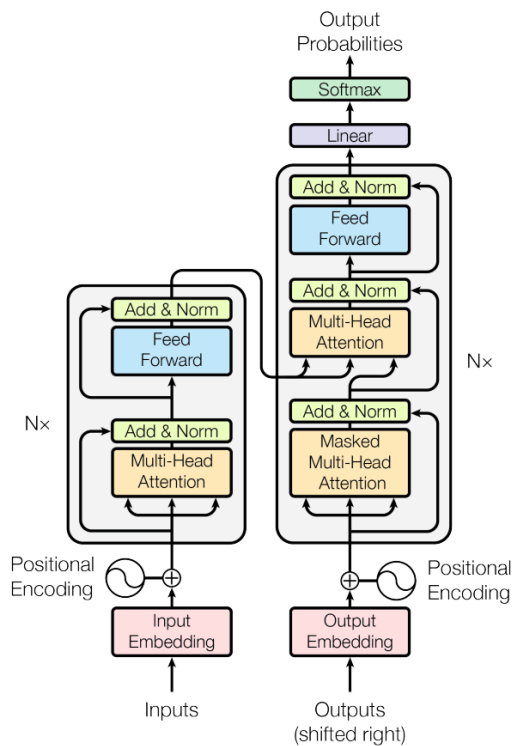 Output
Probabilities
Softmax
Linear
Add & Norm
Feed
Forward
Add & Norm
Multi-Head
Attention
Add & Norm
Masked
Multi-Head
Attention
N×
Add & Norm
Feed
Forward
Add & Norm
Multi-Head
Attention
N×
Positional
Encoding
Positional
Encoding
Input
Embedding
Output
Embedding
Inputs
Outputs
(shifted right)